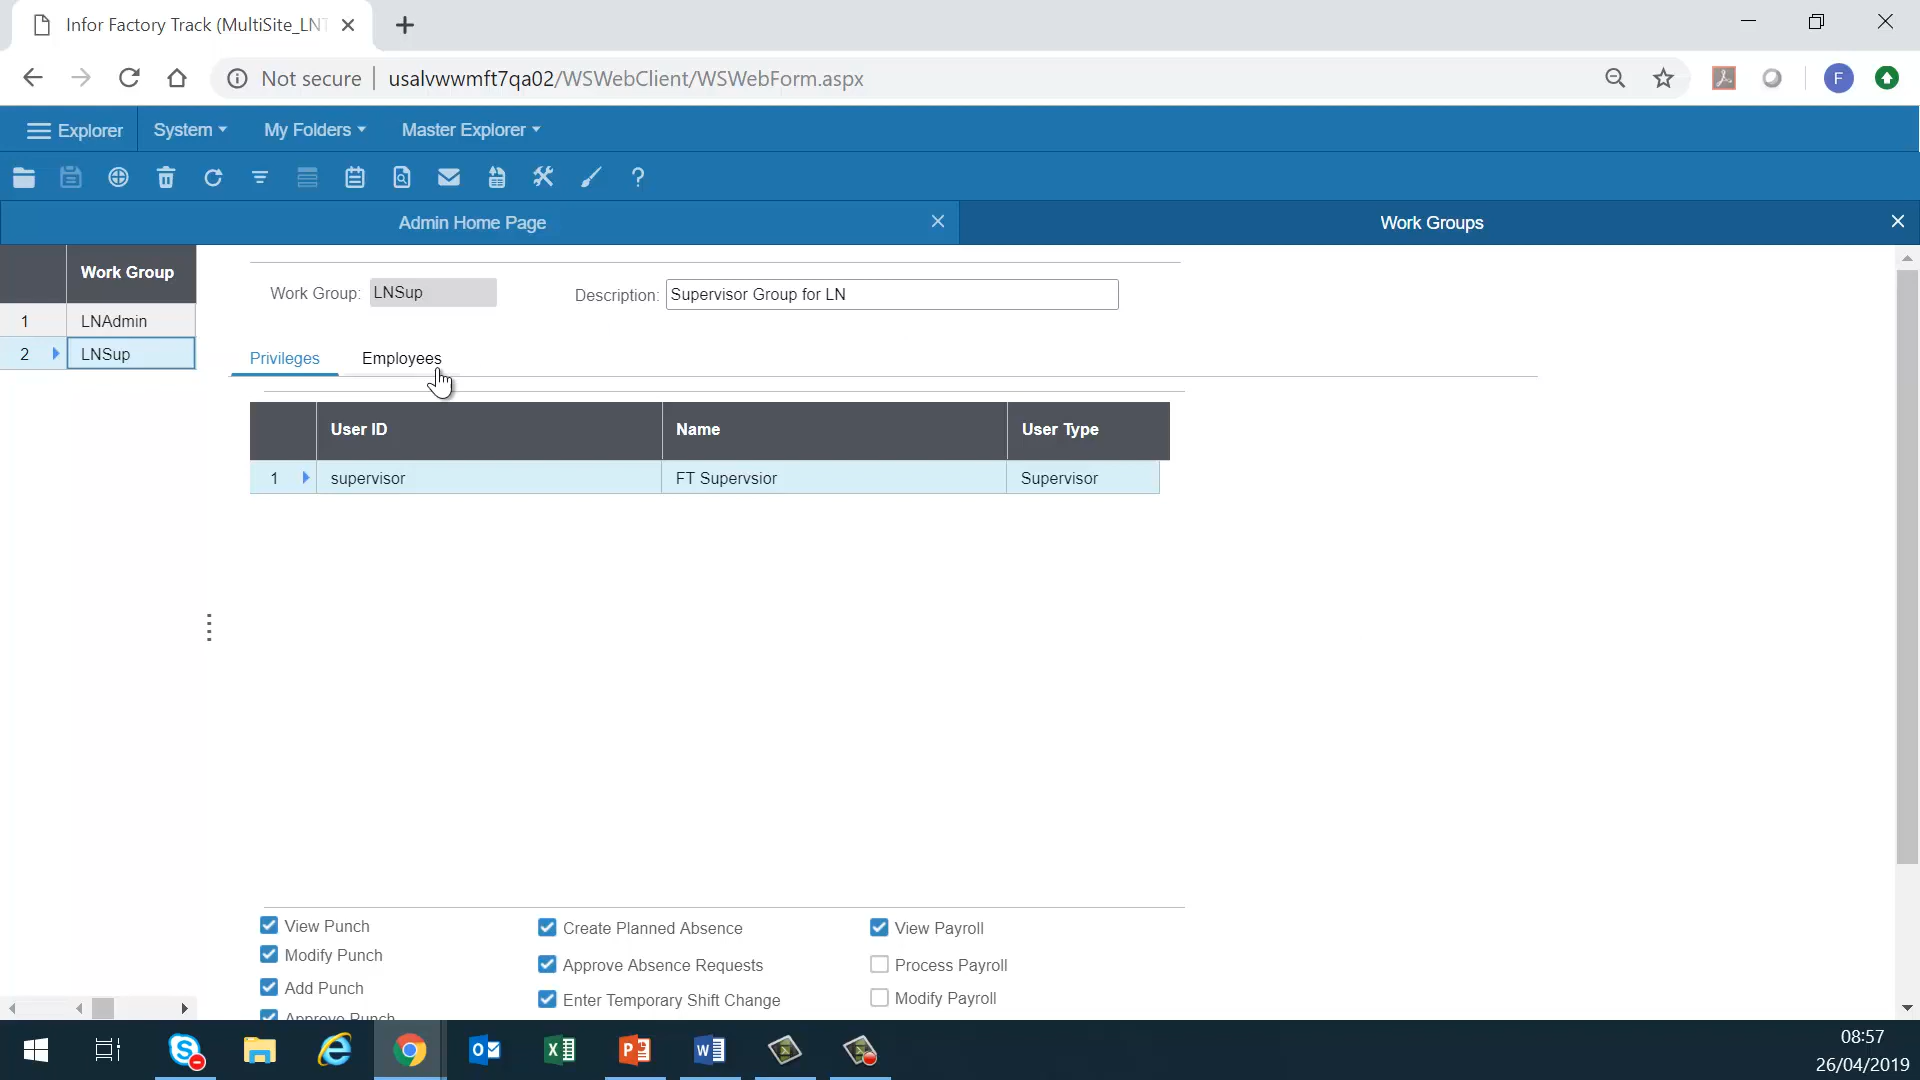 Infor Factory Track (MultiSite_LN
Not secure
usalvwwmft7qa02/WSWebClient/WSWebForm.aspx
F
Explorer
System
My Folders
Master Explorer
Admin Home Page
Work Groups
Work Group
1 LNAdmin
2 LNSup
Work Group: LNSup
Description: Supervisor Group for LN
Privileges
Employees
User ID Name User Type
1 supervisor FT Supervsior Supervisor
View Punch
Create Planned Absence
View Payroll
Modify Punch
Approve Absence Requests
Process Payroll
Add Punch
Enter Temporary Shift Change
Modify Payroll
Approve Punch
08:57
26/04/2019